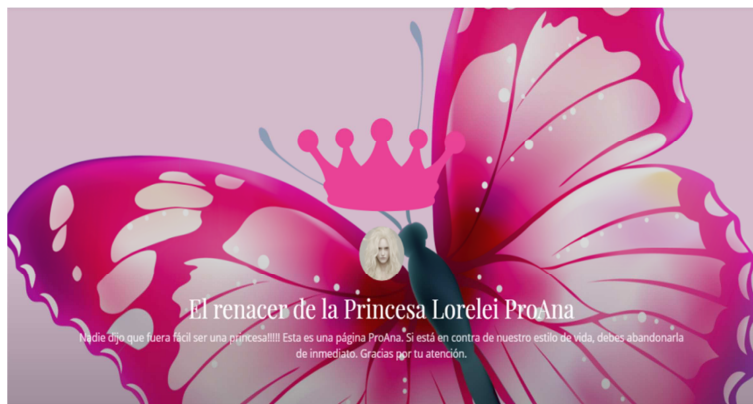 El renacer de la Princesa Lorelei ProAna
Nadie dijo que fuera fácil ser una princesa!!!!! Esta es una página ProAna. Si está en contra de nuestro estilo de vida, debes abandonarla
de inmediato. Gracias por tu atención.